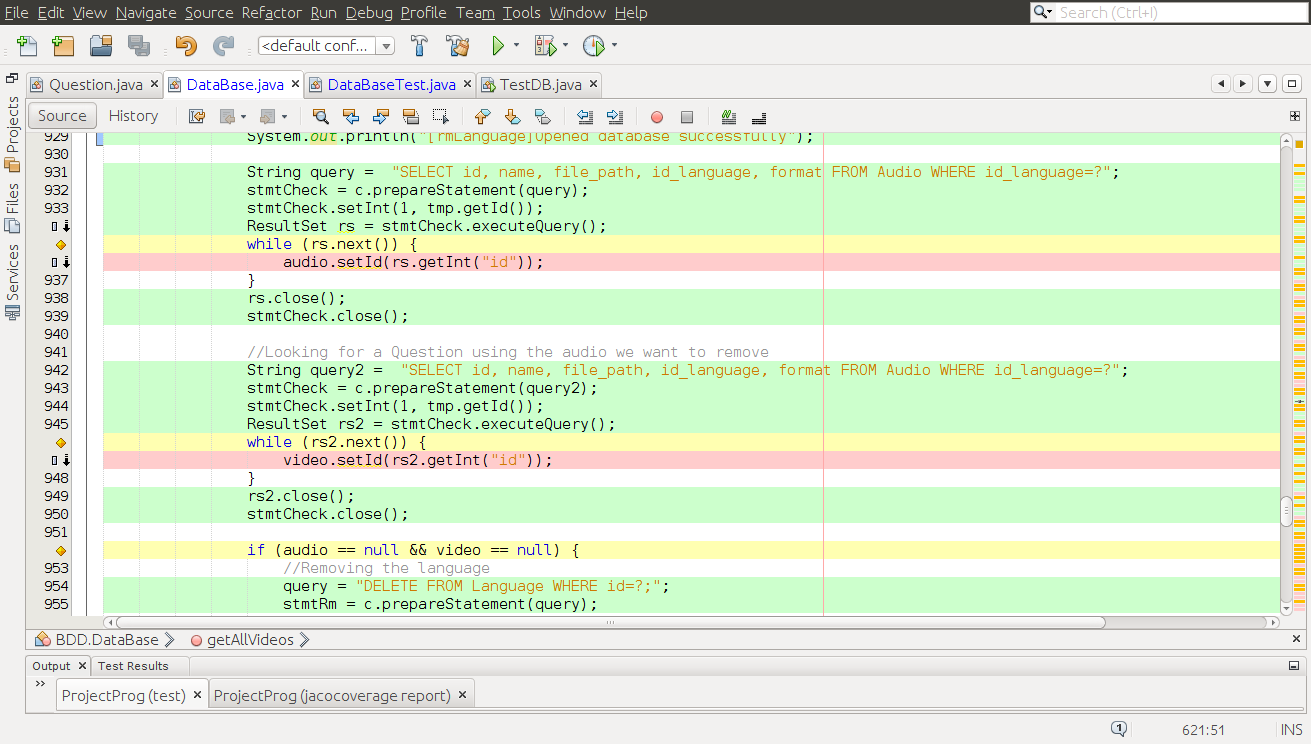 File Edit View Navigate Source Refactor Run Debug Profile Team Tools Window Help
Search (Ctrl+I)
<default conf...
Projects
Files
Services
Question.java
DataBase.java
DataBaseTest.java
TestDB.java
Source History
929 System.out.println("[rmLanguage]Opened database successfully");
930
931 String query =  "SELECT id, name, file_path, id_language, format FROM Audio WHERE id_language=?";
932 stmtCheck = c.prepareStatement(query);
933 stmtCheck.setInt(1, tmp.getId());
ResultSet rs = stmtCheck.executeQuery();
while (rs.next()) {
audio.setId(rs.getInt("id"));
937 }
938 rs.close();
939 stmtCheck.close();
940
941 //Looking for a Question using the audio we want to remove
942 String query2 =  "SELECT id, name, file_path, id_language, format FROM Audio WHERE id_language=?";
943 stmtCheck = c.prepareStatement(query2);
944 stmtCheck.setInt(1, tmp.getId());
945 ResultSet rs2 = stmtCheck.executeQuery();
while (rs2.next()) {
video.setId(rs2.getInt("id"));
948 }
949 rs2.close();
950 stmtCheck.close();
951
if (audio == null && video == null) {
953 //Removing the language
954 query = "DELETE FROM Language WHERE id=?;";
955 stmtRm = c.prepareStatement(query);
BDD.DataBase getAllVideos
Output Test Results
ProjectProg (test) ProjectProg (jacocoverage report)
1 621:51 INS